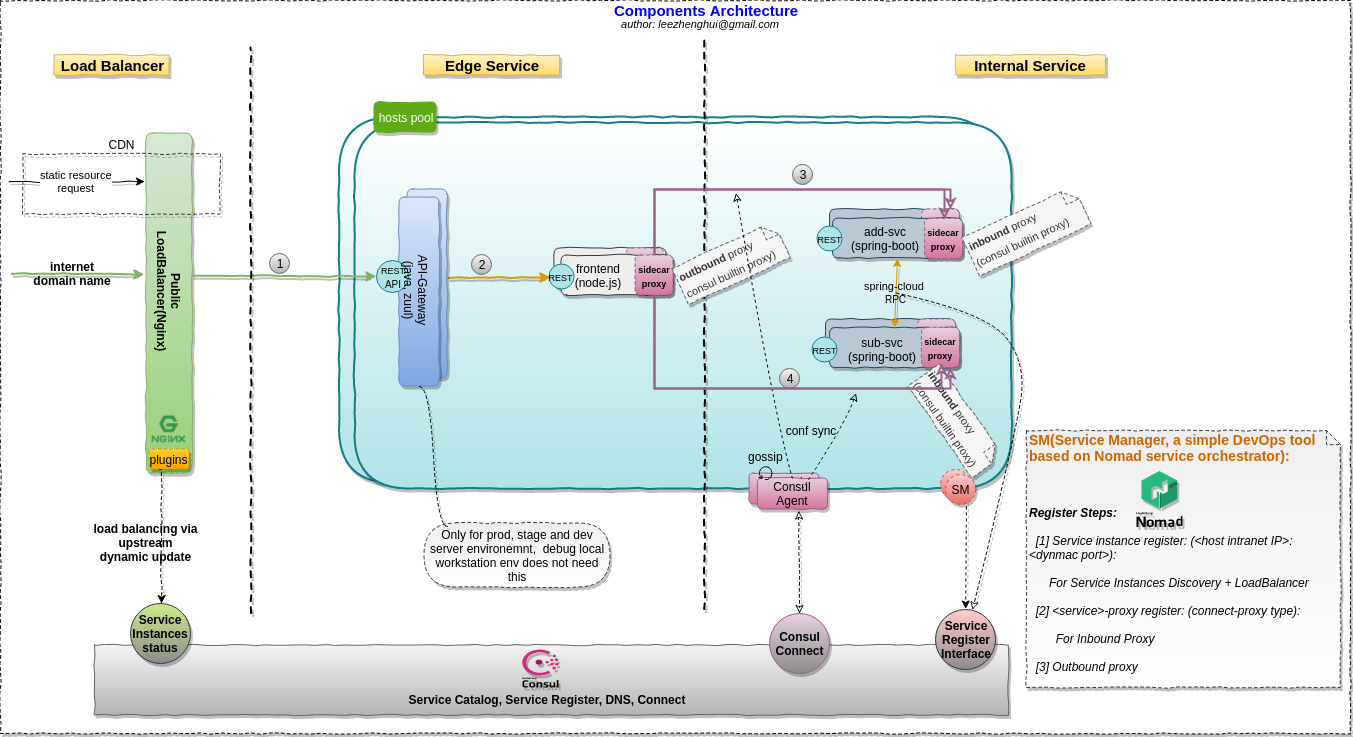 Components Architecture
author: leezhenghui@gmail.com
Load Balancer
Edge Service
Internal Service
hosts pool
CDN
static resource
request
internet
domain name
Public
LoadBalancer(Nginx)
NGINX
plugins
1
REST
API
API-Gateway
(java, zuul)
2
REST
frontend
(node.js)
sidecar
proxy
outbound proxy
(consul builtin proxy)
3
REST
add-svc
(spring-boot)
sidecar
proxy
inbound proxy
(consul builtin proxy)
spring-cloud
RPC
REST
sub-svc
(spring-boot)
sidecar
proxy
inbound proxy
(consul builtin proxy)
4
conf sync
gossip
Consul
Agent
SM
Only for prod, stage and dev
server environemnt,  debug local
workstation env does not need
this
load balancing via
upstream
dynamic update
Service
Instances
status
Consul
Connect
Service
Register
Interface
Consul
Service Catalog, Service Register, DNS, Connect
SM(Service Manager, a simple DevOps tool
based on Nomad service orchestrator):
Nomad
Register Steps:
[1] Service instance register: (<host intranet IP>:
<dynmac port>):
For Service Instances Discovery + LoadBalancer
[2] <service>-proxy register: (connect-proxy type):
For Inbound Proxy
[3] Outbound proxy